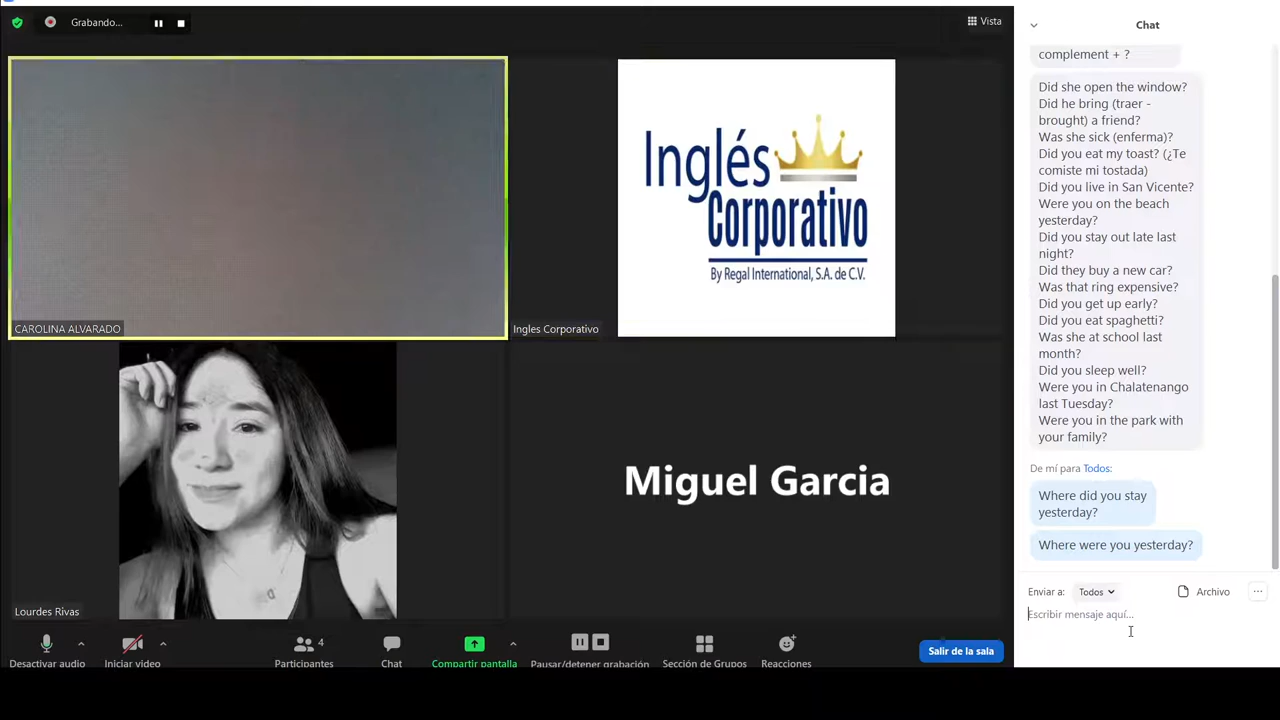 Grabando...
Vista
CAROLINA ALVARADO
Inglés
Corporativo
By Regal International, S.A. de C.V.
Ingles Corporativo
Lourdes Rivas
Miguel Garcia
Desactivar audio
Iniciar video
4
Participantes
Chat
Compartir pantalla
Pausar/detener grabación
Sección de Grupos
Reacciones
Salir de la sala
Chat
complement + ?
Did she open the window?
Did he bring (traer -
brought) a friend?
Was she sick (enferma)?
Did you eat my toast? (¿Te
comiste mi tostada)
Did you live in San Vicente?
Were you on the beach
yesterday?
Did you stay out late last
night?
Did they buy a new car?
Was that ring expensive?
Did you get up early?
Did you eat spaghetti?
Was she at school last
month?
Did you sleep well?
Were you in Chalatenango
last Tuesday?
Were you in the park with
your family?
De mí para Todos:
Where did you stay
yesterday?
Where were you yesterday?
Enviar a: Todos
Archivo
Escribir mensaje aquí...